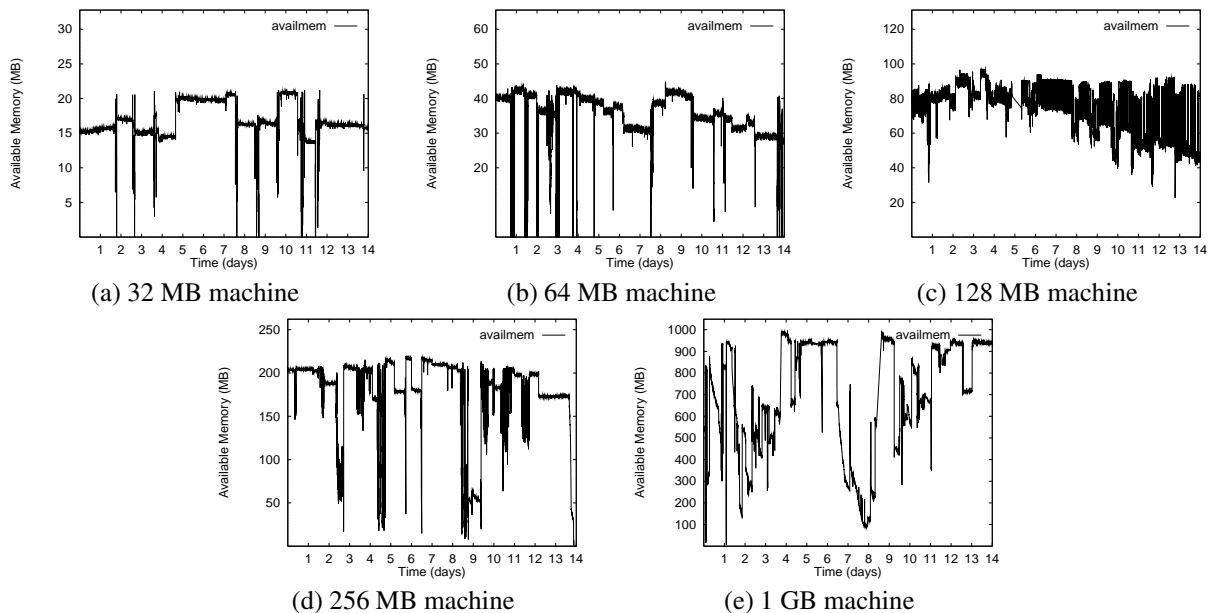 30
25
20
15
10
5
Available Memory (MB)
availmem
1 2 3 4 5 6 7 8 9 10 11 12 13 14
Time (days)
(a) 32 MB machine
60
50
40
30
20
Available Memory (MB)
availmem
1 2 3 4 5 6 7 8 9 10 11 12 13 14
Time (days)
(b) 64 MB machine
120
100
80
60
40
20
Available Memory (MB)
availmem
1 2 3 4 5 6 7 8 9 10 11 12 13 14
Time (days)
(c) 128 MB machine
250
200
150
100
50
Available Memory (MB)
availmem
1 2 3 4 5 6 7 8 9 10 11 12 13 14
Time (days)
(d) 256 MB machine
1000
900
800
700
600
500
400
300
200
100
Available Memory (MB)
availmem
1 2 3 4 5 6 7 8 9 10 11 12 13 14
Time (days)
(e) 1 GB machine